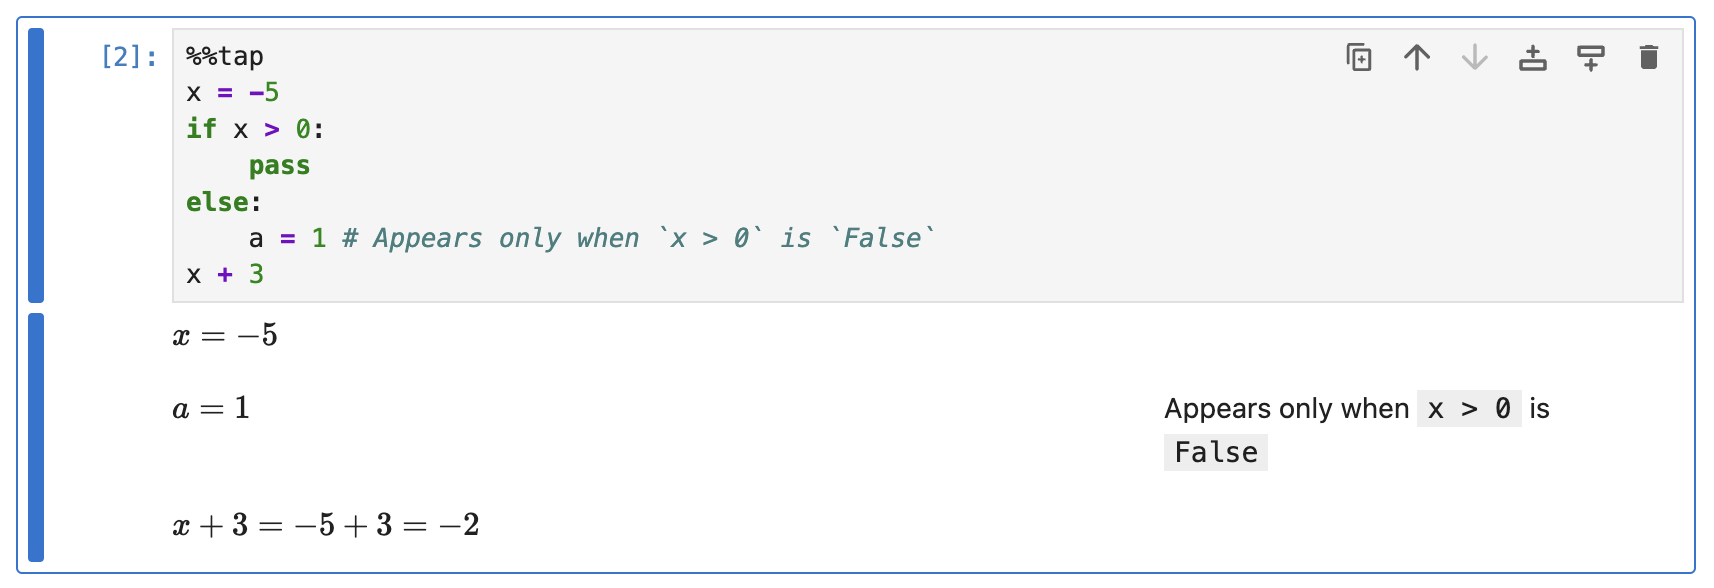 [2]: %%tap
x = -5
if x > 0:
    pass
else:
    a = 1 # Appears only when `x > 0` is `False`
x + 3
x = −5
a = 1
Appears only when x > 0 is
False
x + 3 = −5 + 3 = −2